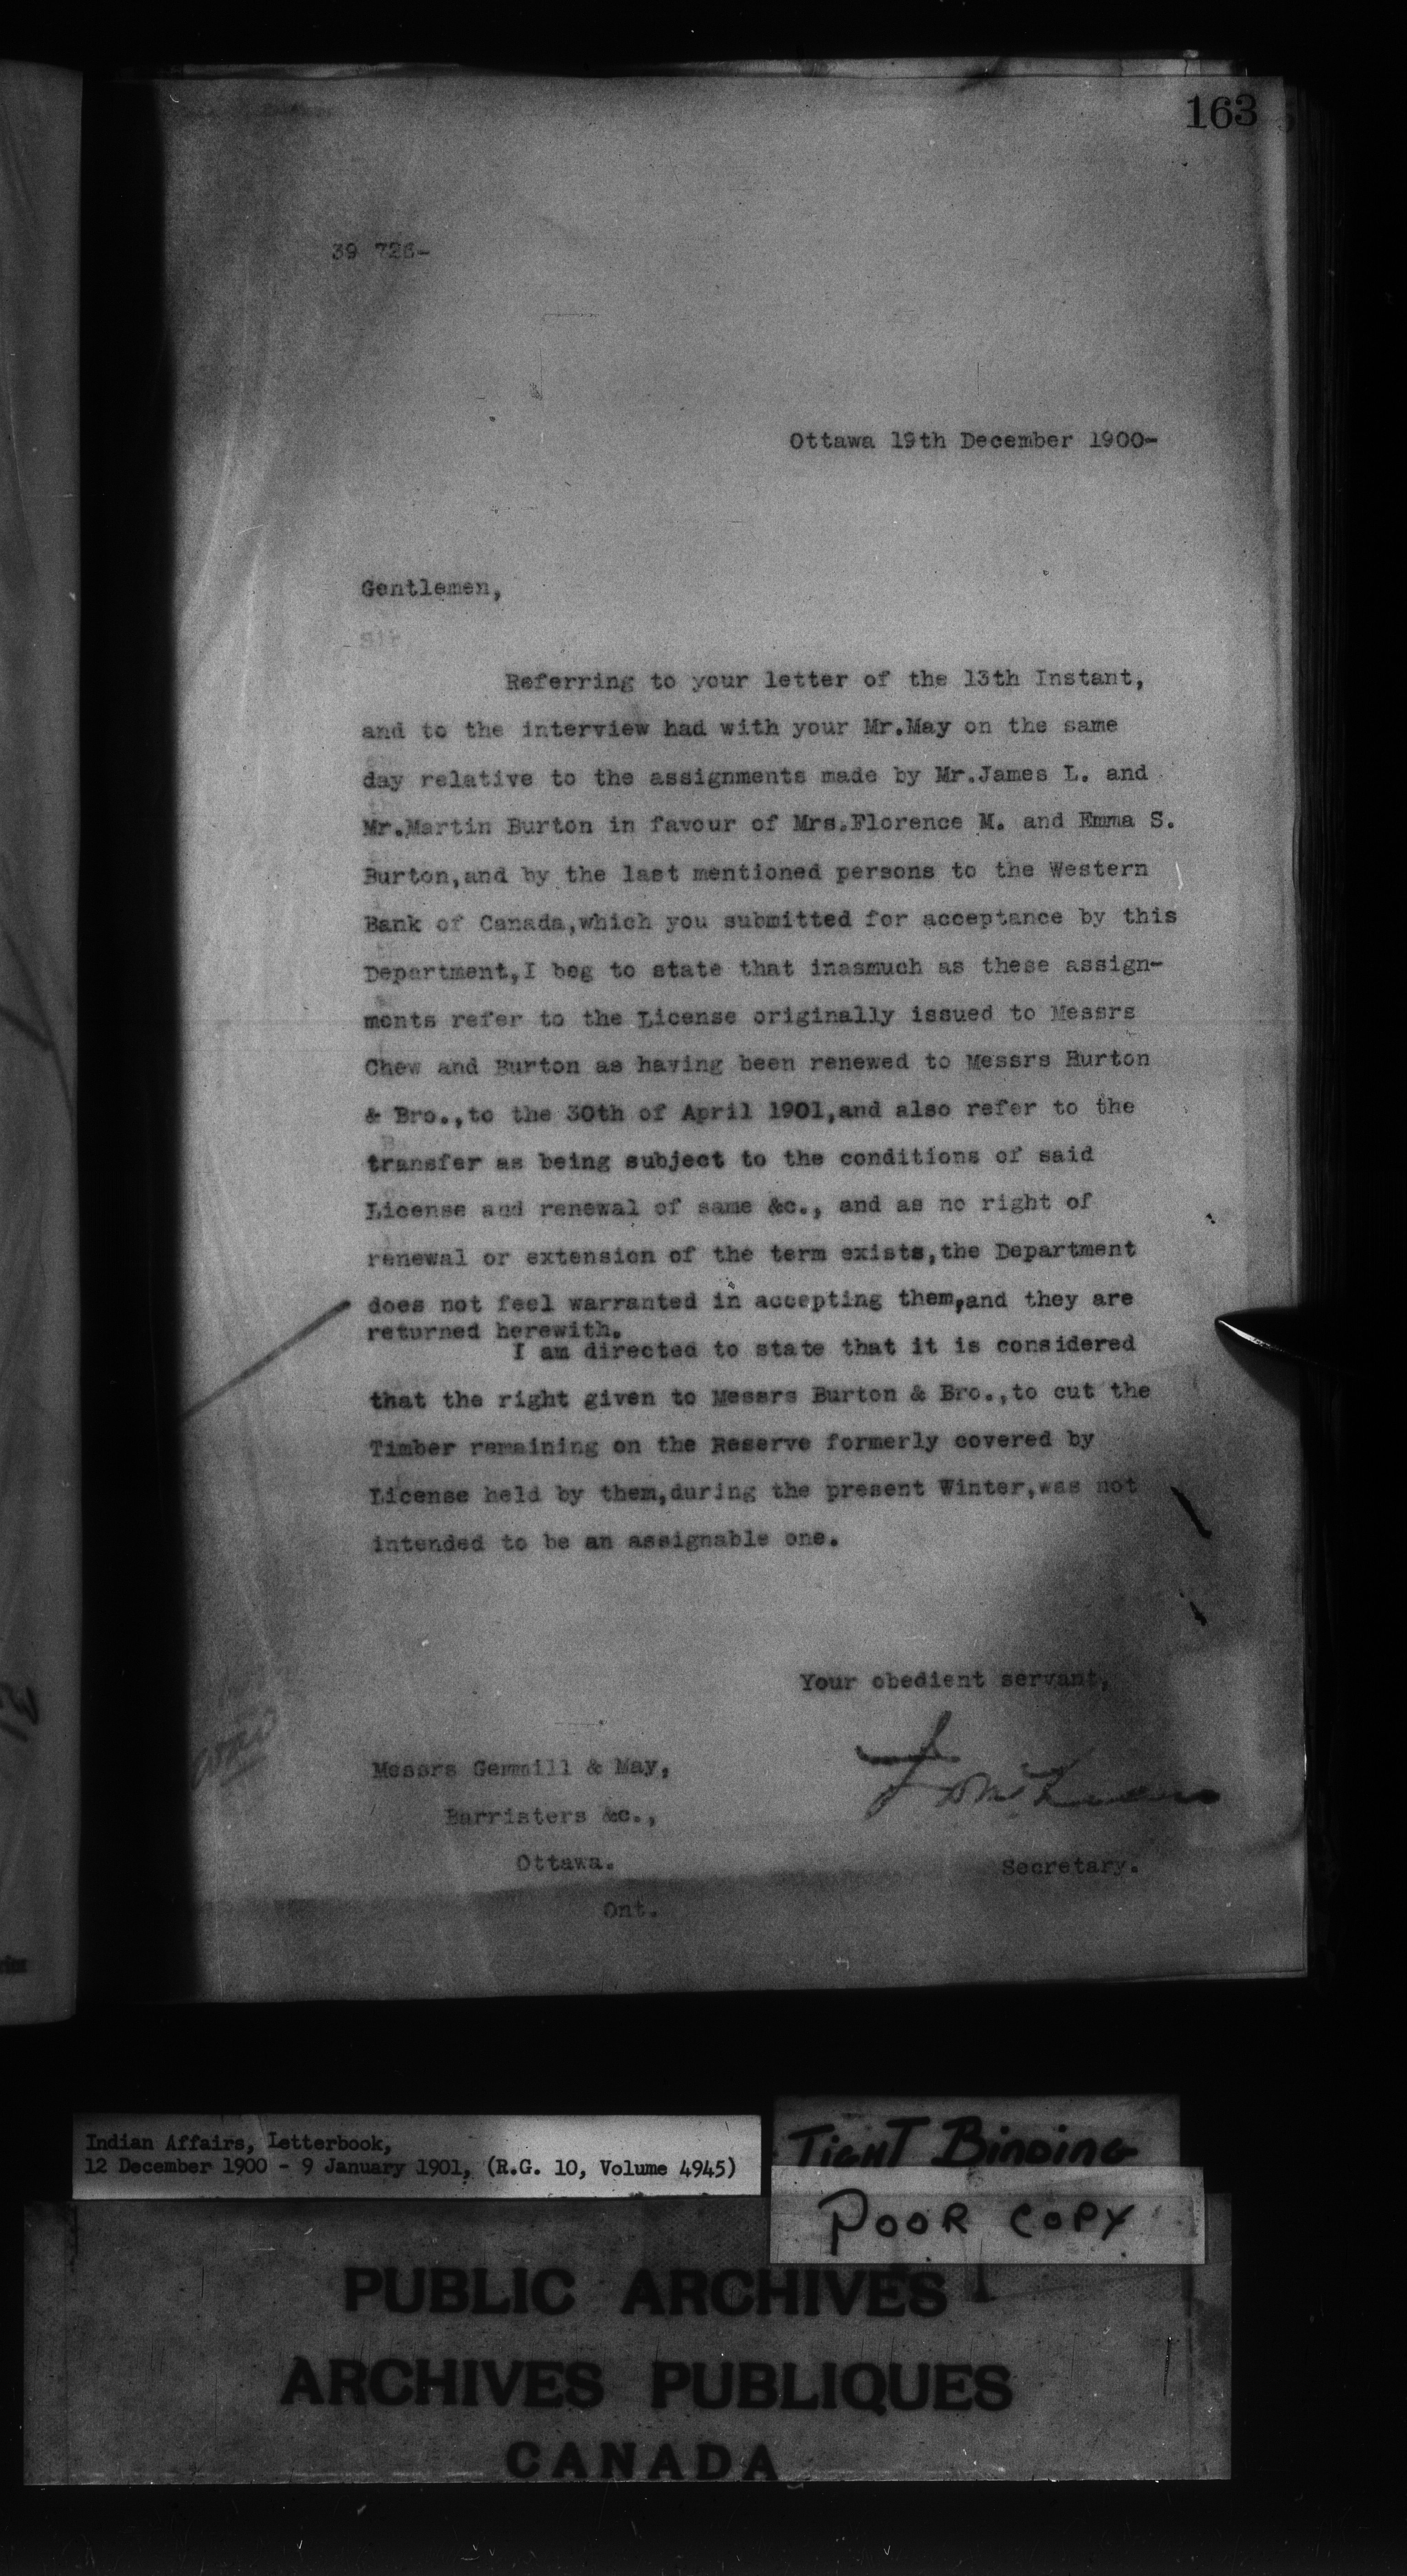 163
39 726-
Ottawa 19th December 1900-
Gentlemen,
Sir
Referring to your letter of the 13th Instant,
and to the interview had with your Mr.May on the same
day relative to the assignments made by Mr.James L. and
Mr.Martin Burton in favour of Mrs.Florence M. and Emma S.
Burton,and by the last mentioned persons to the Western
Bank of Canada,which you submitted for acceptance by this
Department,I beg to state that inasmuch as these assign-
ments refer to the License originally issued to Messrs
Chew and Burton as having been renewed to Messrs Burton
& Bro.,to the 30th of April 1901,and also refer to the
transfer as being subject to the conditions of said
License and renewal of same &c., and as no right of
renewal or extension of the term exists,the Department
does not feel warranted in accepting them,and they are
returned herewith.
I am directed to state that it is considered
that the right given to Messrs Burton & Bro.,to cut the
Timber remaining on the Reserve formerly covered by
License held by them,during the present Winter,was not
intended to be an assignable one.
Your obedient servant,
Messrs Gemmill & May,
Barristers &c.,
Ottawa.
Secretary.
Ont.
Indian Affairs, Letterbook,
12 December 1900 - 9 January 1901, (R.G. 10, Volume 4945)
TIGHT BINDING
POOR COPY
PUBLIC ARCHIVES
ARCHIVES PUBLIQUES
CANADA